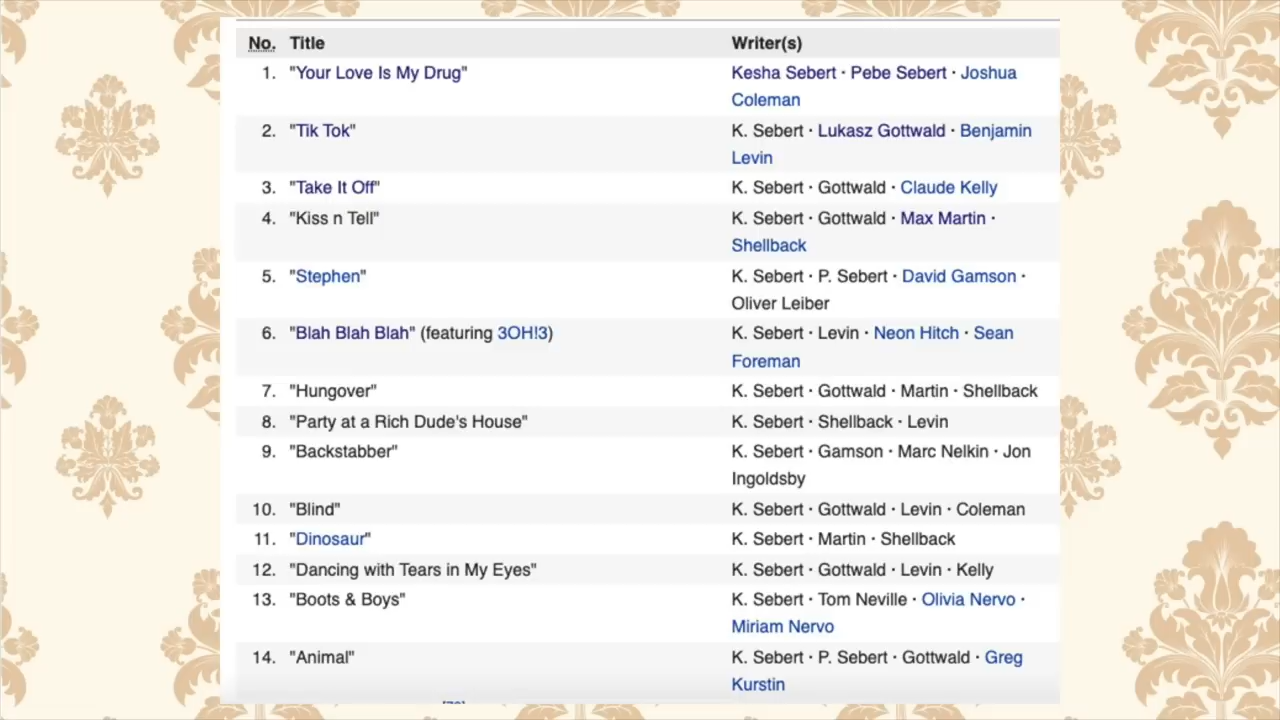 No. Title Writer(s)
1. "Your Love Is My Drug" Kesha Sebert · Pebe Sebert · Joshua
Coleman
2. "Tik Tok" K. Sebert · Lukasz Gottwald · Benjamin
Levin
3. "Take It Off" K. Sebert · Gottwald · Claude Kelly
4. "Kiss n Tell" K. Sebert · Gottwald · Max Martin ·
Shellback
5. "Stephen" K. Sebert · P. Sebert · David Gamson ·
Oliver Leiber
6. "Blah Blah Blah" (featuring 3OH!3) K. Sebert · Levin · Neon Hitch · Sean
Foreman
7. "Hungover" K. Sebert · Gottwald · Martin · Shellback
8. "Party at a Rich Dude's House" K. Sebert · Shellback · Levin
9. "Backstabber" K. Sebert · Gamson · Marc Nelkin · Jon
Ingoldsby
10. "Blind" K. Sebert · Gottwald · Levin · Coleman
11. "Dinosaur" K. Sebert · Martin · Shellback
12. "Dancing with Tears in My Eyes" K. Sebert · Gottwald · Levin · Kelly
13. "Boots & Boys" K. Sebert · Tom Neville · Olivia Nervo ·
Miriam Nervo
14. "Animal" K. Sebert · P. Sebert · Gottwald · Greg
Kurstin